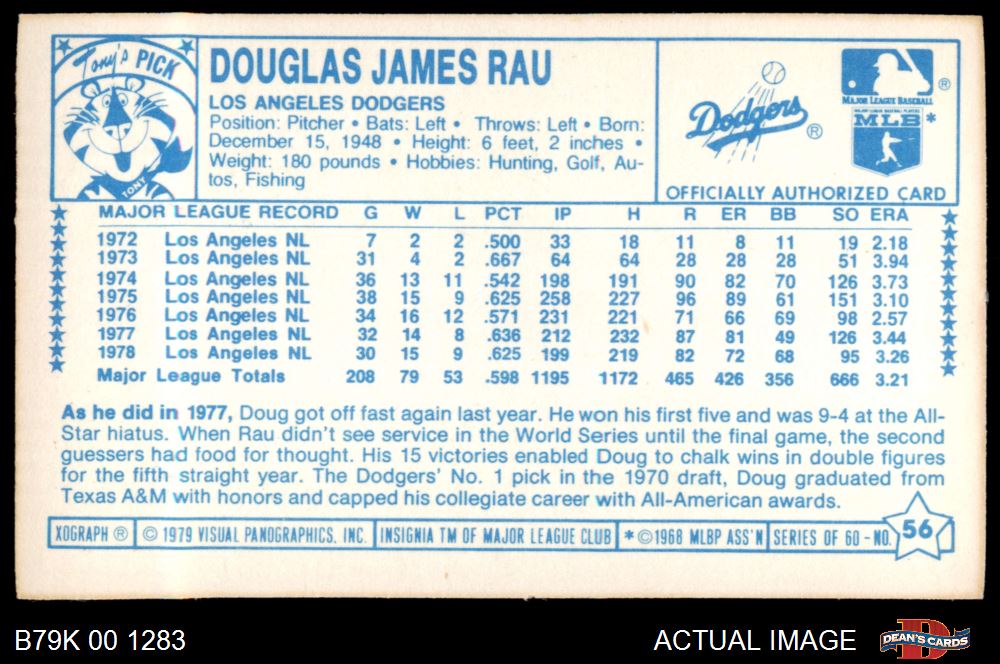 Tony's PICK
TONY
DOUGLAS JAMES RAU
LOS ANGELES DODGERS
Position: Pitcher • Bats: Left • Throws: Left • Born:
December 15, 1948 • Height: 6 feet, 2 inches •
Weight: 180 pounds • Hobbies: Hunting, Golf, Au-
tos, Fishing
Dodgers ®
® MAJOR LEAGUE BASEBALL
MAJOR LEAGUE BASEBALL PLAYERS
MLB *
OFFICIALLY AUTHORIZED CARD
MAJOR LEAGUE RECORD G W L PCT IP H R ER BB SO ERA
1972 Los Angeles NL 7 2 2 .500 33 18 11 8 11 19 2.18
1973 Los Angeles NL 31 4 2 .667 64 64 28 28 28 51 3.94
1974 Los Angeles NL 36 13 11 .542 198 191 90 82 70 126 3.73
1975 Los Angeles NL 38 15 9 .625 258 227 96 89 61 151 3.10
1976 Los Angeles NL 34 16 12 .571 231 221 71 66 69 98 2.57
1977 Los Angeles NL 32 14 8 .636 212 232 87 81 49 126 3.44
1978 Los Angeles NL 30 15 9 .625 199 219 82 72 68 95 3.26
Major League Totals 208 79 53 .598 1195 1172 465 426 356 666 3.21
As he did in 1977, Doug got off fast again last year. He won his first five and was 9-4 at the All-
Star hiatus. When Rau didn't see service in the World Series until the final game, the second
guessers had food for thought. His 15 victories enabled Doug to chalk wins in double figures
for the fifth straight year. The Dodgers' No. 1 pick in the 1970 draft, Doug graduated from
Texas A&M with honors and capped his collegiate career with All-American awards.
XOGRAPH ® © 1979 VISUAL PANOGRAPHICS, INC. INSIGNIA TM OF MAJOR LEAGUE CLUB * © 1968 MLBP ASS'N SERIES OF 60 - NO. 56
B79K 00 1283
ACTUAL IMAGE
D
DEAN'S CARDS